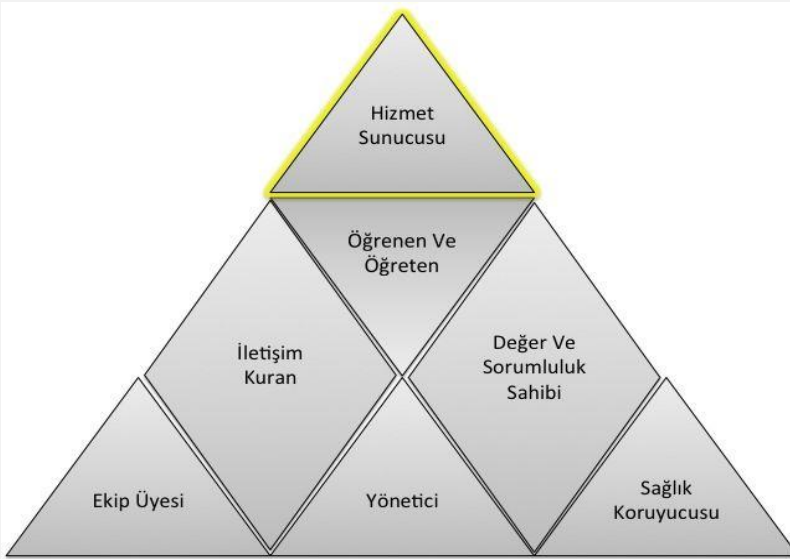 Hizmet
Sunucusu
Öğrenen Ve
Öğreten
İletişim
Kuran
Değer Ve
Sorumluluk
Sahibi
Ekip Üyesi
Yönetici
Sağlık
Koruyucusu